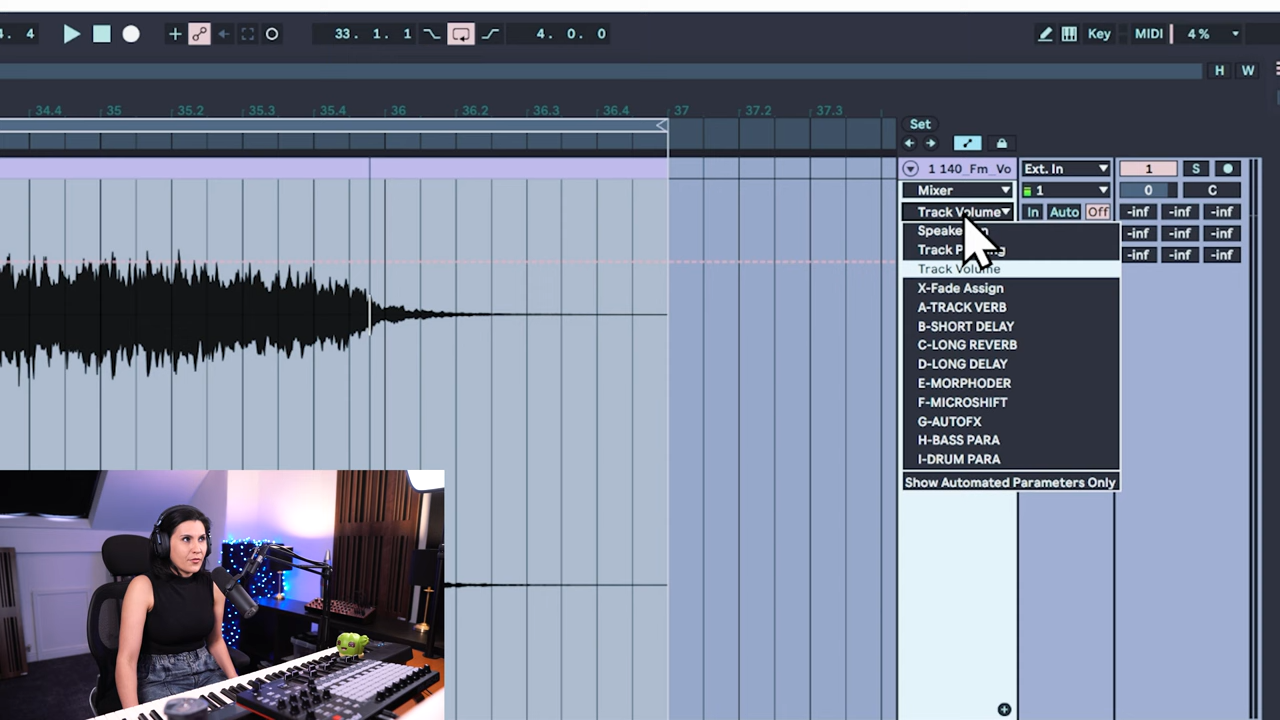 4. 4
33. 1. 1
4. 0. 0
Key
MIDI
4 %
H
W
34.4
35
35.2
35.3
35.4
36
36.2
36.3
36.4
37
37.2
37.3
Set
1 140_Fm_Vo
Ext. In
1
S
Mixer
1
0
C
Track Volume
In
Auto
Off
-inf
-inf
-inf
-inf
-inf
-inf
-inf
-inf
-inf
Track Volume
X-Fade Assign
A-TRACK VERB
B-SHORT DELAY
C-LONG REVERB
D-LONG DELAY
E-MORPHODER
F-MICROSHIFT
G-AUTOFX
H-BASS PARA
I-DRUM PARA
Show Automated Parameters Only